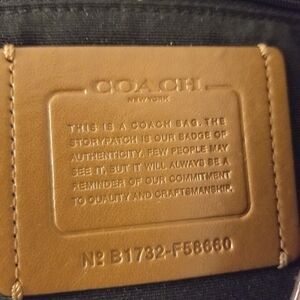 COACH
NEW YORK
THIS IS A COACH BAG. THE
STORYPATCH IS OUR BADGE OF
AUTHENTICITY. FEW PEOPLE MAY
SEE IT, BUT IT WILL ALWAYS BE A
REMINDER OF OUR COMMITMENT
TO QUALITY AND CRAFTSMANSHIP.
Nº B1732-F58660